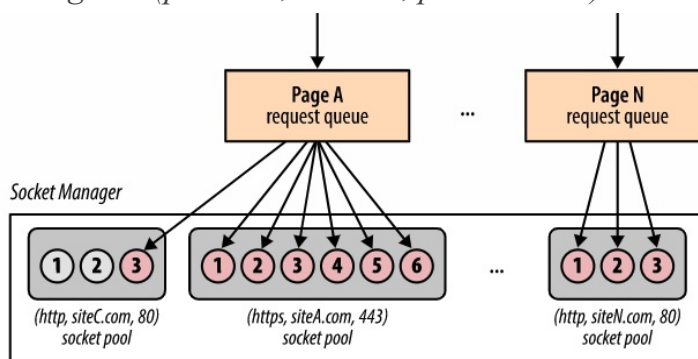 Page A
request queue
...
Page N
request queue
Socket Manager
1 2 3
1 2 3 4 5 6
...
1 2 3
(http, siteC.com, 80)
socket pool
(https, siteA.com, 443)
socket pool
(http, siteN.com, 80)
socket pool